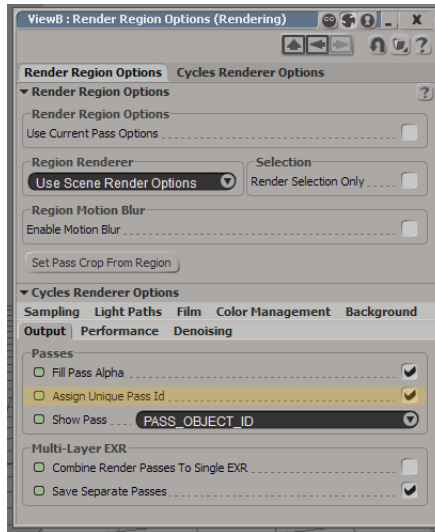 ViewB : Render Region Options (Rendering)
Render Region Options Cycles Renderer Options
Render Region Options
Render Region Options
Use Current Pass Options
Region Renderer
Use Scene Render Options
Selection
Render Selection Only
Region Motion Blur
Enable Motion Blur
Set Pass Crop From Region
Cycles Renderer Options
Sampling Light Paths Film Color Management Background
Output Performance Denoising
Passes
Fill Pass Alpha
Assign Unique Pass Id
Show Pass PASS_OBJECT_ID
Multi-Layer EXR
Combine Render Passes To Single EXR
Save Separate Passes